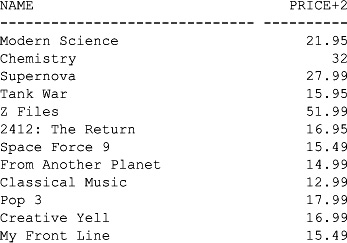 NAME                           PRICE+2
------------------------------ ----------
Modern Science                 21.95
Chemistry                      32
Supernova                      27.99
Tank War                       15.95
Z Files                        51.99
2412: The Return               16.95
Space Force 9                  15.49
From Another Planet            14.99
Classical Music                12.99
Pop 3                          17.99
Creative Yell                  16.99
My Front Line                  15.49